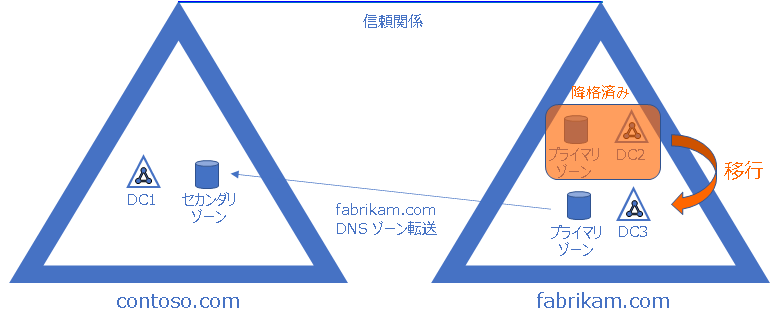 信頼関係
降格済み
プライマリ
ゾーン
DC2
移行
DC1
セカンダリ
ゾーン
fabrikam.com
DNS ゾーン転送
プライマリ
ゾーン
DC3
contoso.com
fabrikam.com